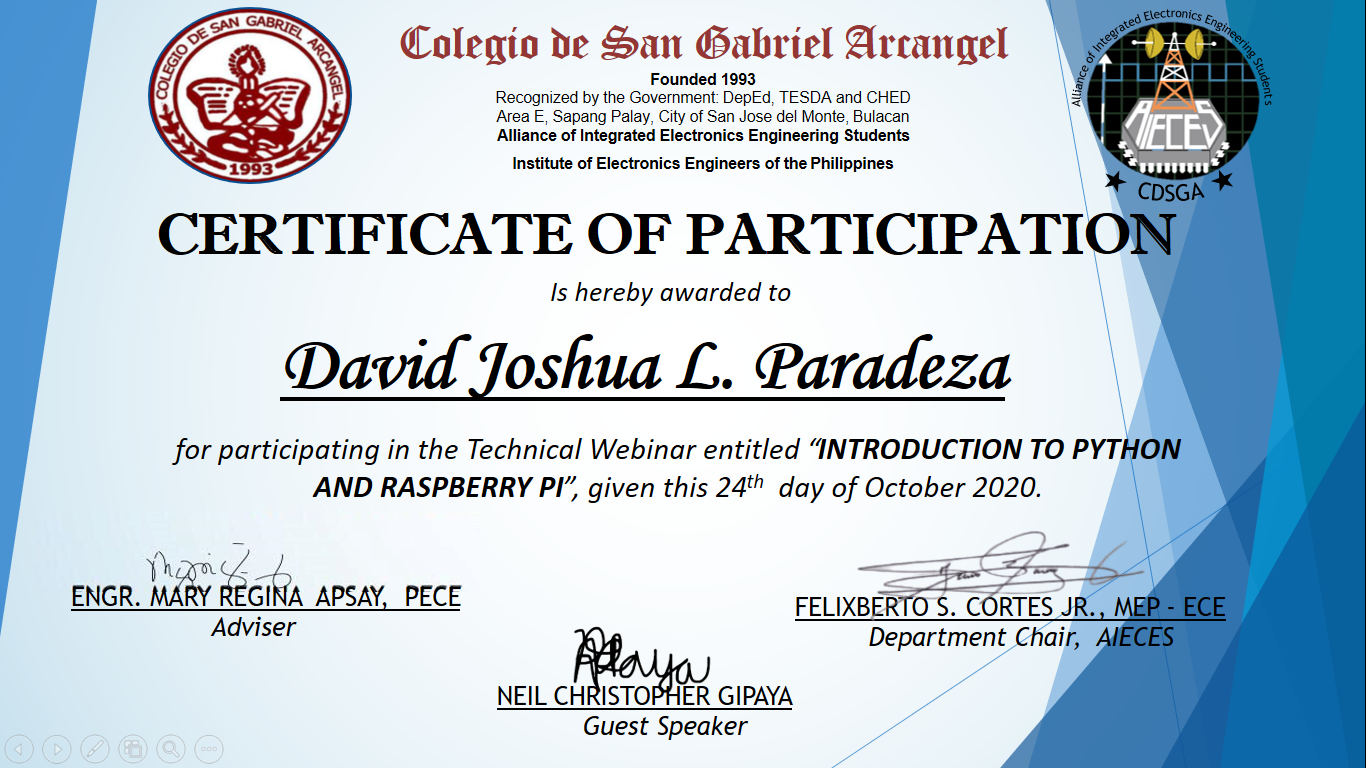 COLEGIO DE SAN GABRIEL ARCANGEL
1993
Colegio de San Gabriel Arcangel
Founded 1993
Recognized by the Government: DepEd, TESDA and CHED
Area E, Sapang Palay, City of San Jose del Monte, Bulacan
Alliance of Integrated Electronics Engineering Students
Institute of Electronics Engineers of the Philippines
Alliance of Integrated Electronics Engineering Students
AIECES
CDSGA
CERTIFICATE OF PARTICIPATION
Is hereby awarded to
David Joshua L. Paradeza
for participating in the Technical Webinar entitled “INTRODUCTION TO PYTHON
AND RASPBERRY PI”, given this 24th day of October 2020.
ENGR. MARY REGINA APSAY, PECE
Adviser
FELIXBERTO S. CORTES JR., MEP - ECE
Department Chair, AIECES
NEIL CHRISTOPHER GIPAYA
Guest Speaker